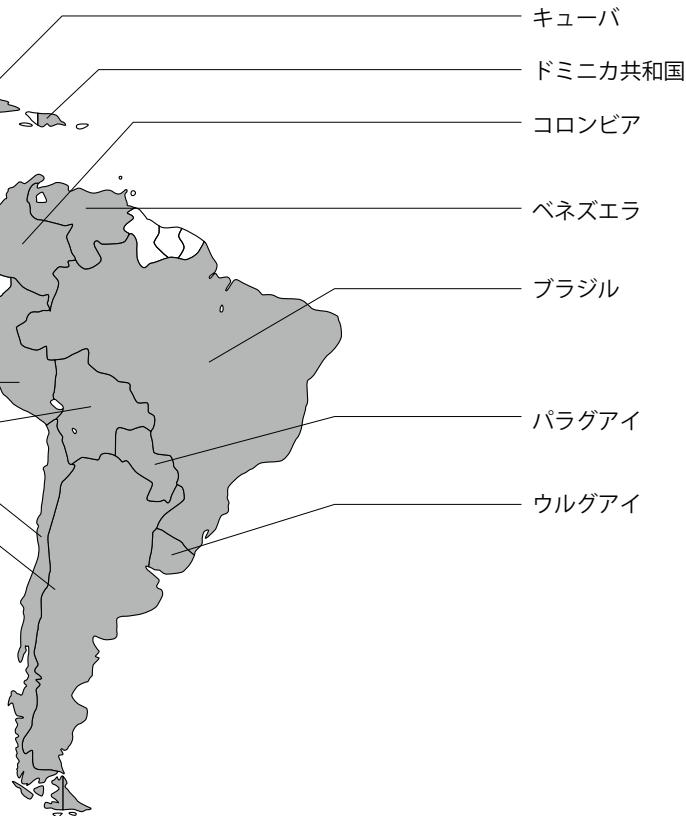 キューバ
ドミニカ共和国
コロンビア
ベネズエラ
ブラジル
パラグアイ
ウルグアイ